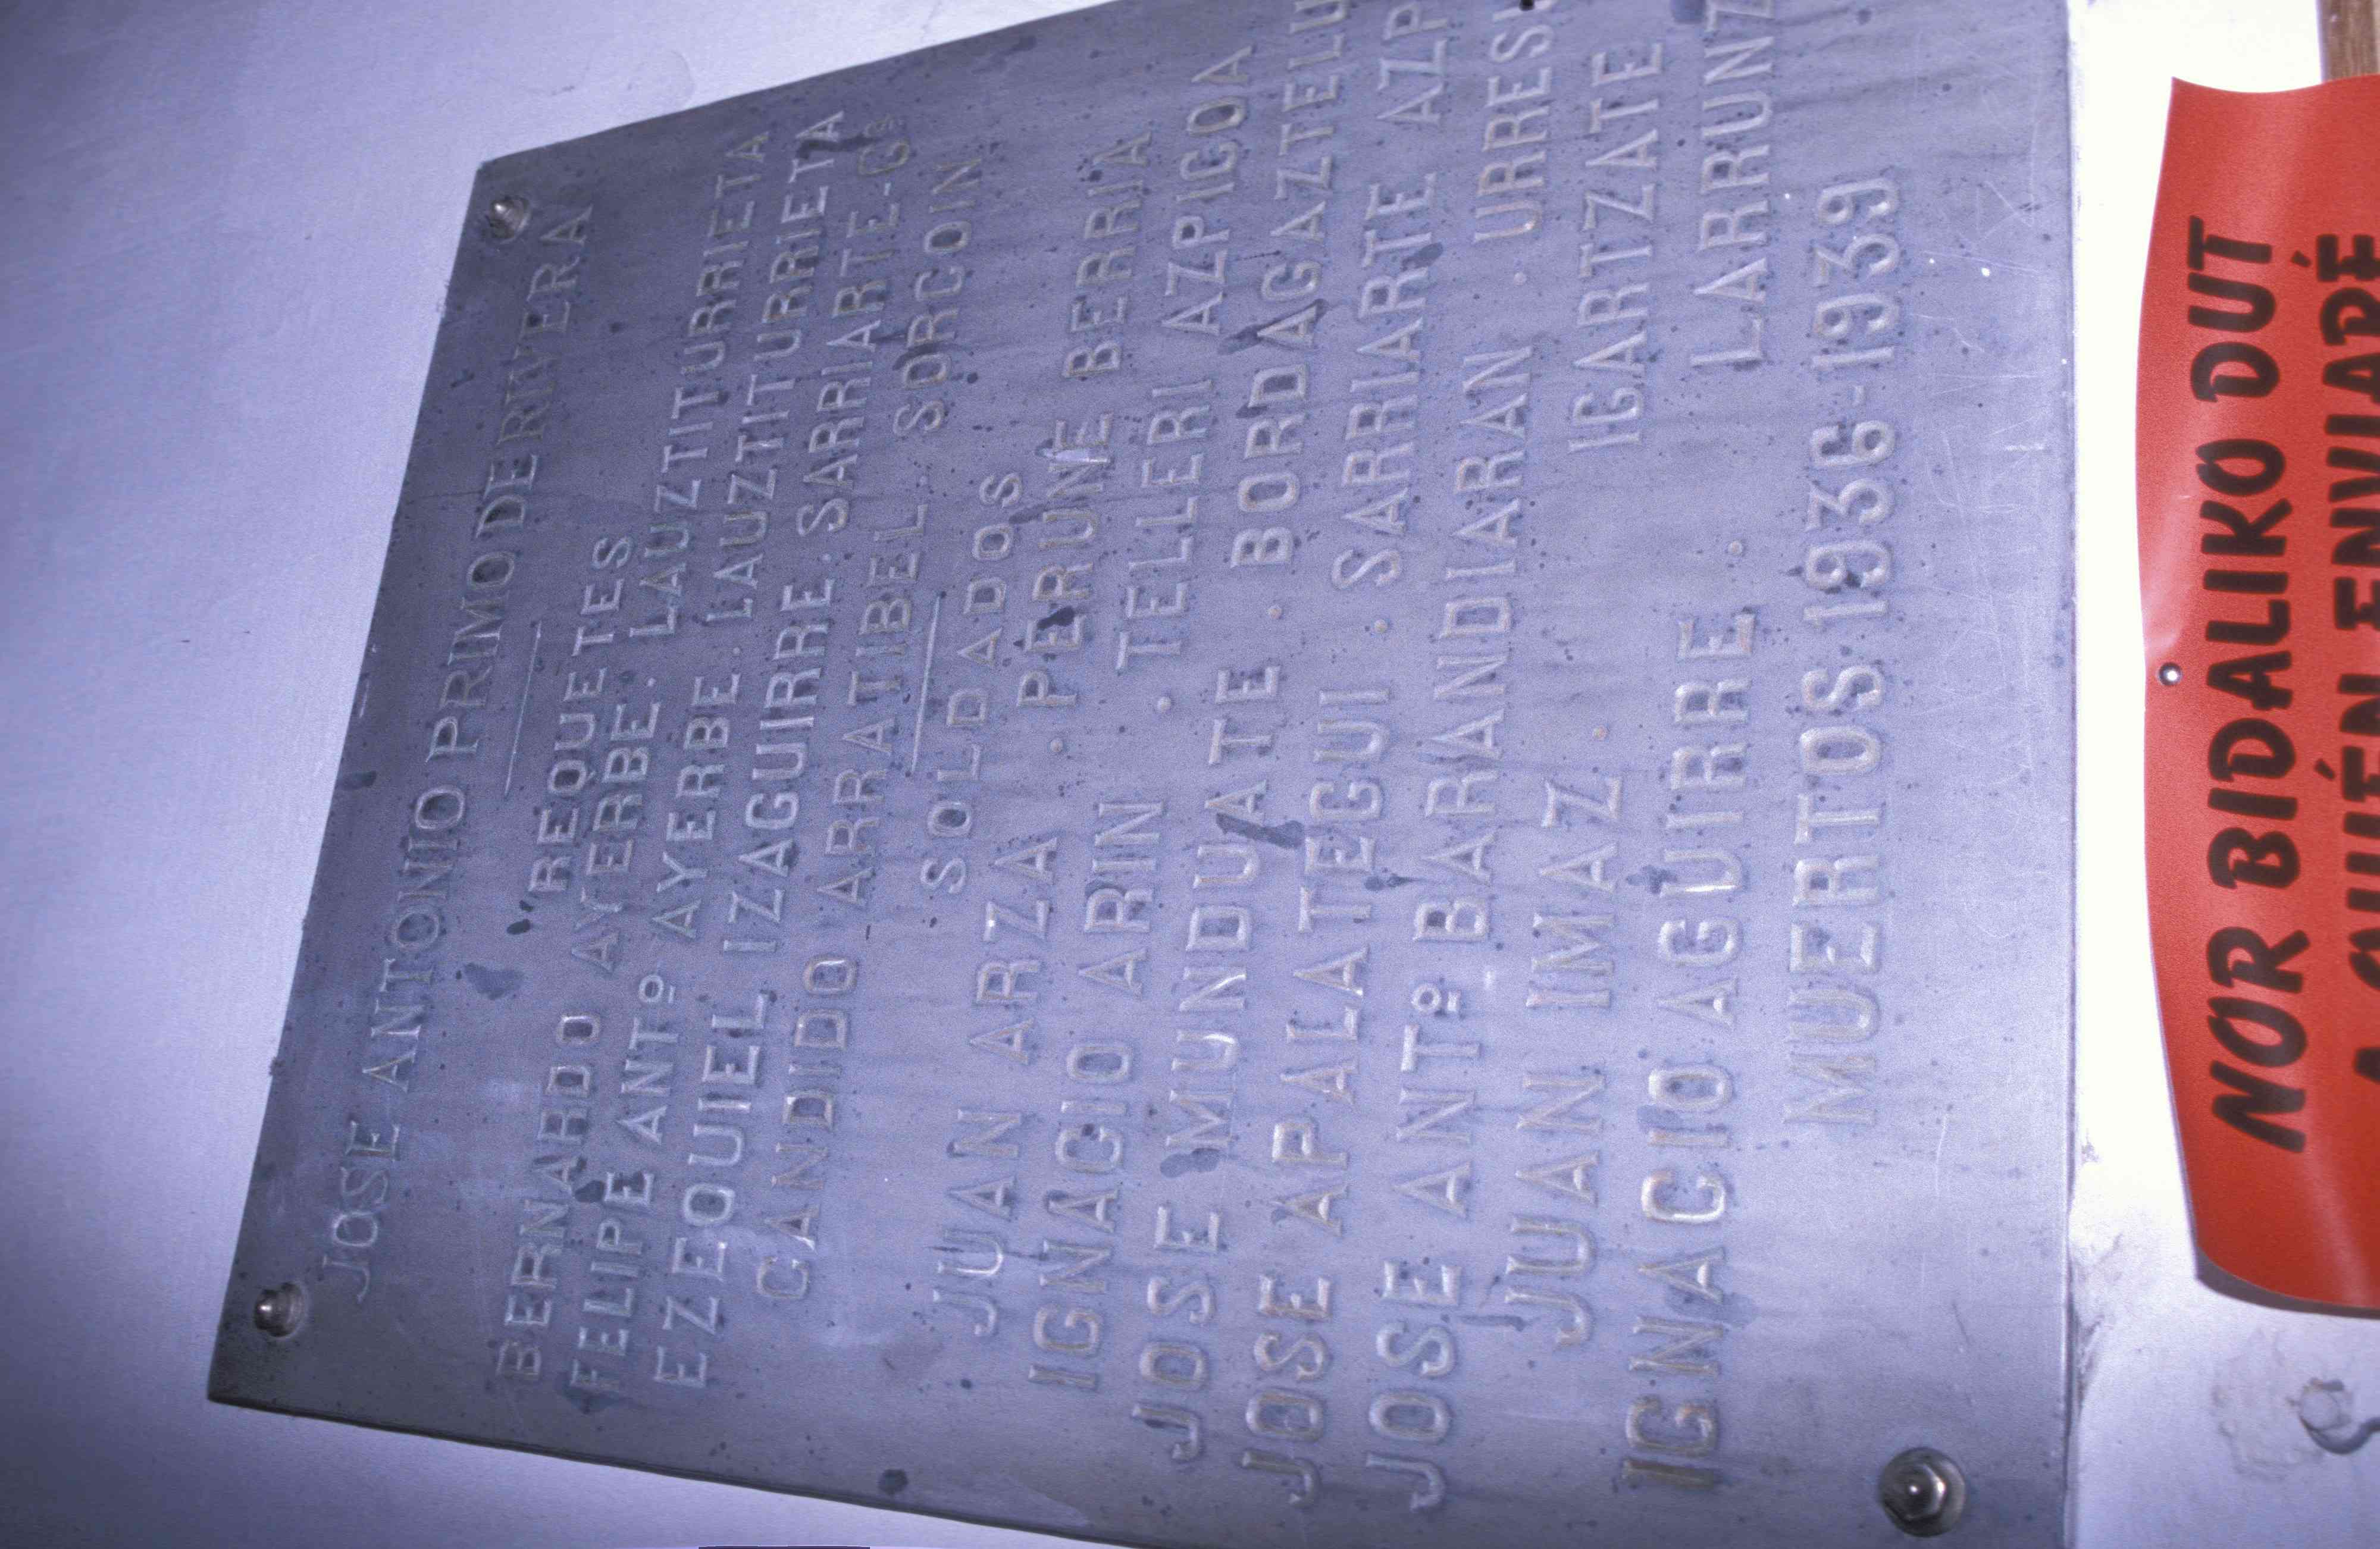 JOSE ANTONIO PRIMO DE RIVERA
REQUETES
BERNARDO AYERBE. LAUZTITURRIETA
FELIPE ANTº AYERBE. LAUZTITURRIETA
EZEQUIEL IZAGUIRRE. SARRIARTE-Gª
CANDIDO ARRATIBEL SORGOIN
SOLDADOS
JUAN ARZA . PERUNE BERRIA
IGNACIO ARIN . TELLERI AZPICOA
JOSE MUNDUATE . BORDAGAZTELU
JOSE APALATEGUI . SARRIARTE AZP
JOSE ANTº BARANDIARAN . URRES
JUAN IMAZ . IGARTZATE
IGNACIO AGUIRRE . LARRUNZ
MUERTOS 1936-1939
NOR BIDALIKO DUT
A QUIÉN ENVIARÉ